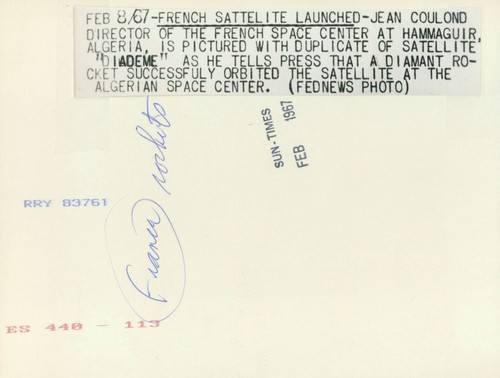 FEB 8/67-FRENCH SATTELITE LAUNCHED-JEAN COULOND
DIRECTOR OF THE FRENCH SPACE CENTER AT HAMMAGUIR,
ALGERIA, IS PICTURED WITH DUPLICATE OF SATELLITE
"DIADEME" AS HE TELLS PRESS THAT A DIAMANT RO-
CKET SUCCESSFULY ORBITED THE SATELLITE AT THE
ALGERIAN SPACE CENTER. (FEDNEWS PHOTO)
SUN-TIMES
FEB 1967
RRY 83761
France rockets
ES 440 - 113